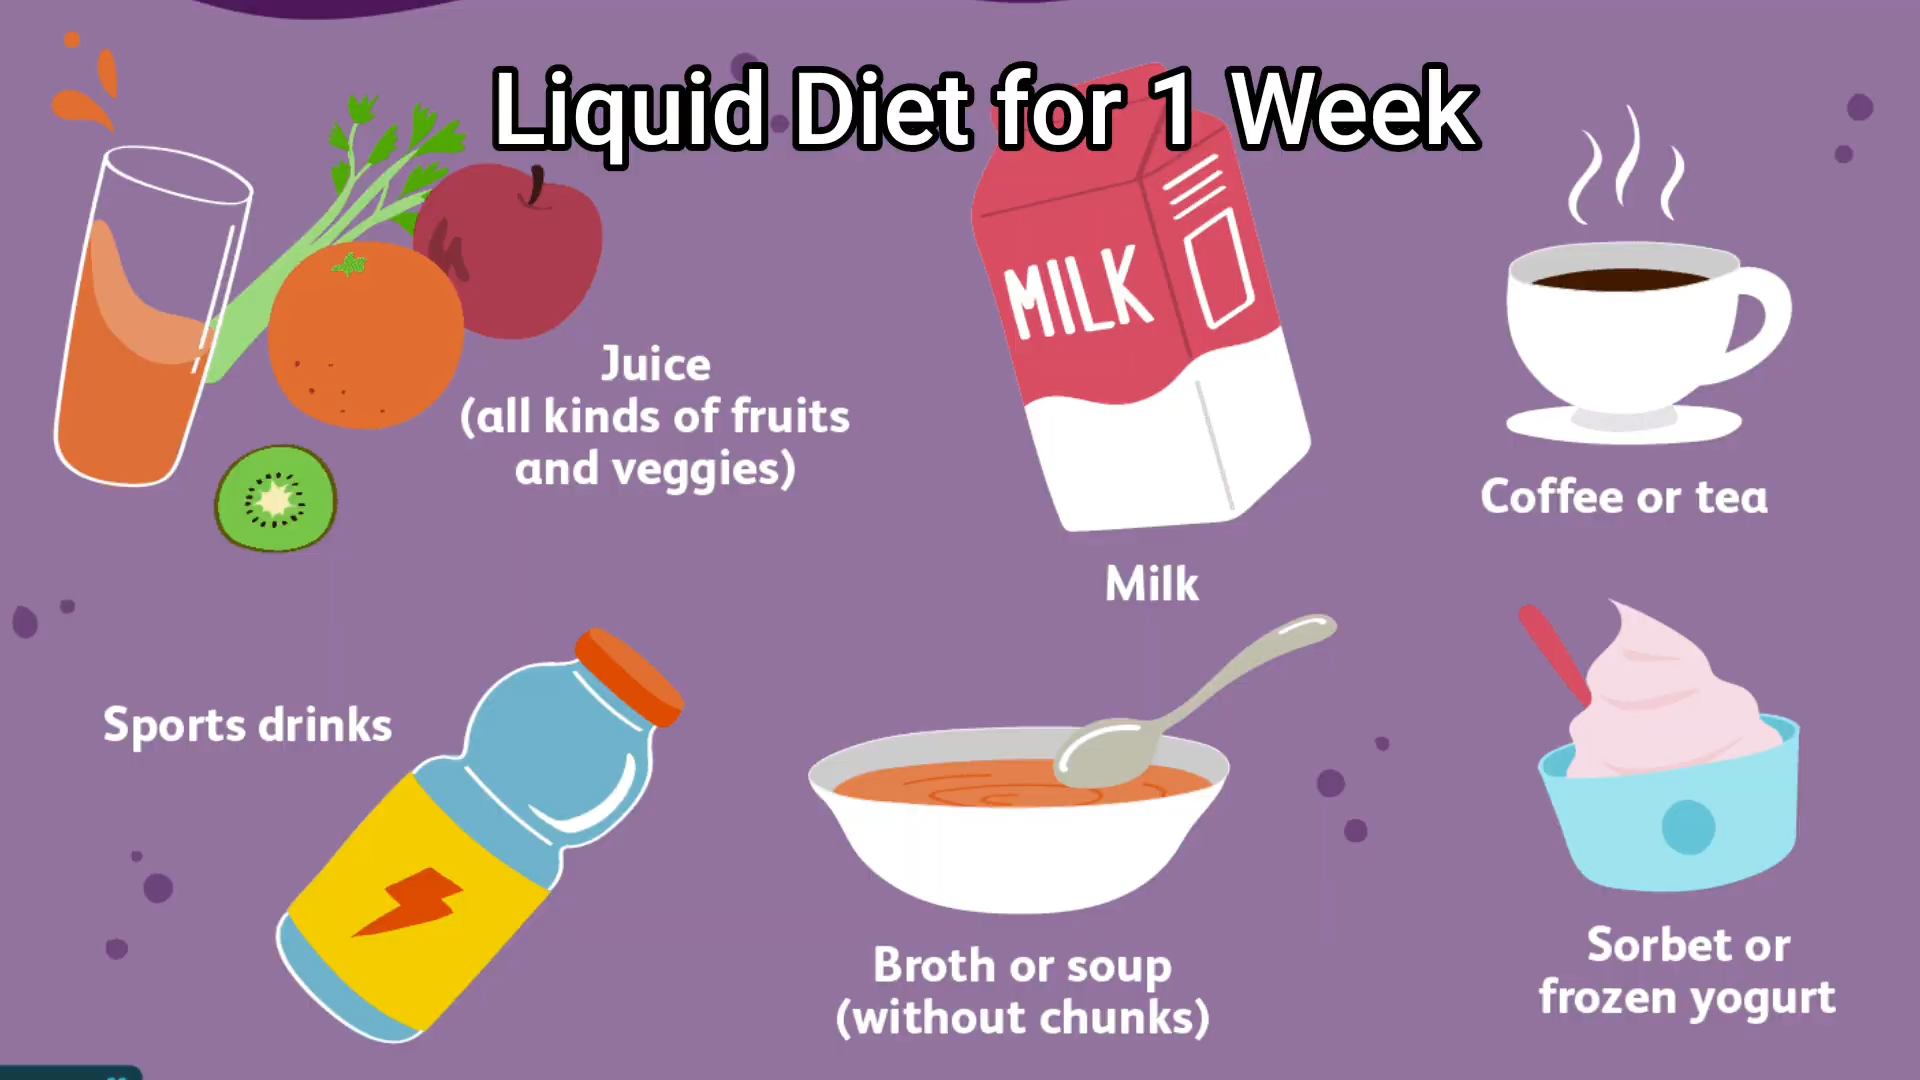 Liquid Diet for 1 Week
MILK
Juice
(all kinds of fruits
and veggies)
Coffee or tea
Milk
Sports drinks
Broth or soup
(without chunks)
Sorbet or
frozen yogurt